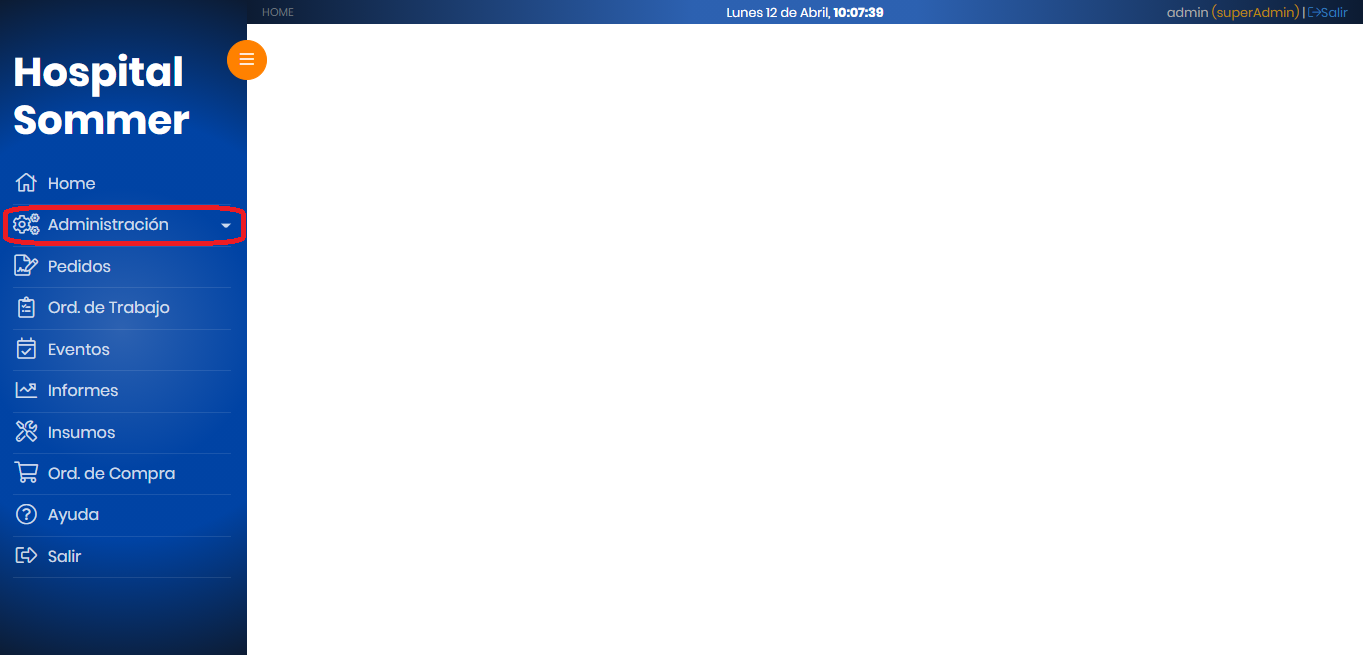 HOME
Lunes 12 de Abril, 10:07:39
admin (superAdmin) | Salir
Hospital
Sommer
Home
Administración
Pedidos
Ord. de Trabajo
Eventos
Informes
Insumos
Ord. de Compra
Ayuda
Salir